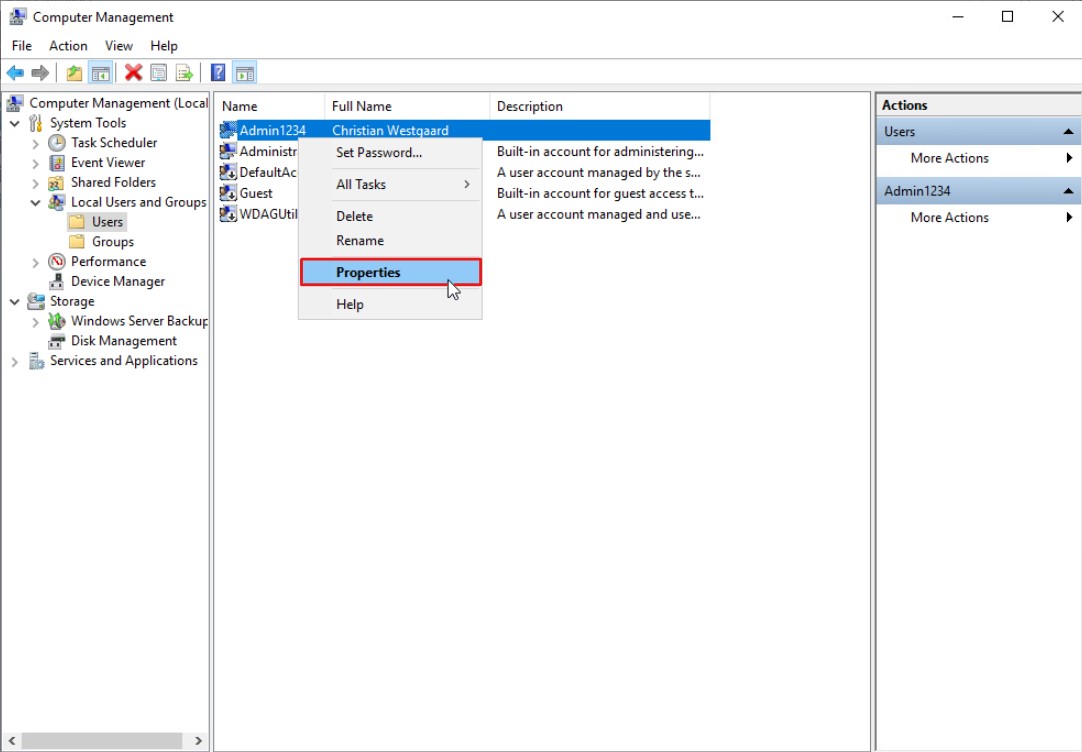 Computer Management
File Action View Help
Computer Management (Local
System Tools
Task Scheduler
Event Viewer
Shared Folders
Local Users and Groups
Users
Groups
Performance
Device Manager
Storage
Windows Server Backup
Disk Management
Services and Applications
Name Full Name Description
Admin1234 Christian Westgaard
Administr Built-in account for administering...
DefaultAc A user account managed by the s...
Guest Built-in account for guest access t...
WDAGUtil A user account managed and use...
Set Password...
All Tasks
Delete
Rename
Properties
Help
Actions
Users
More Actions
Admin1234
More Actions